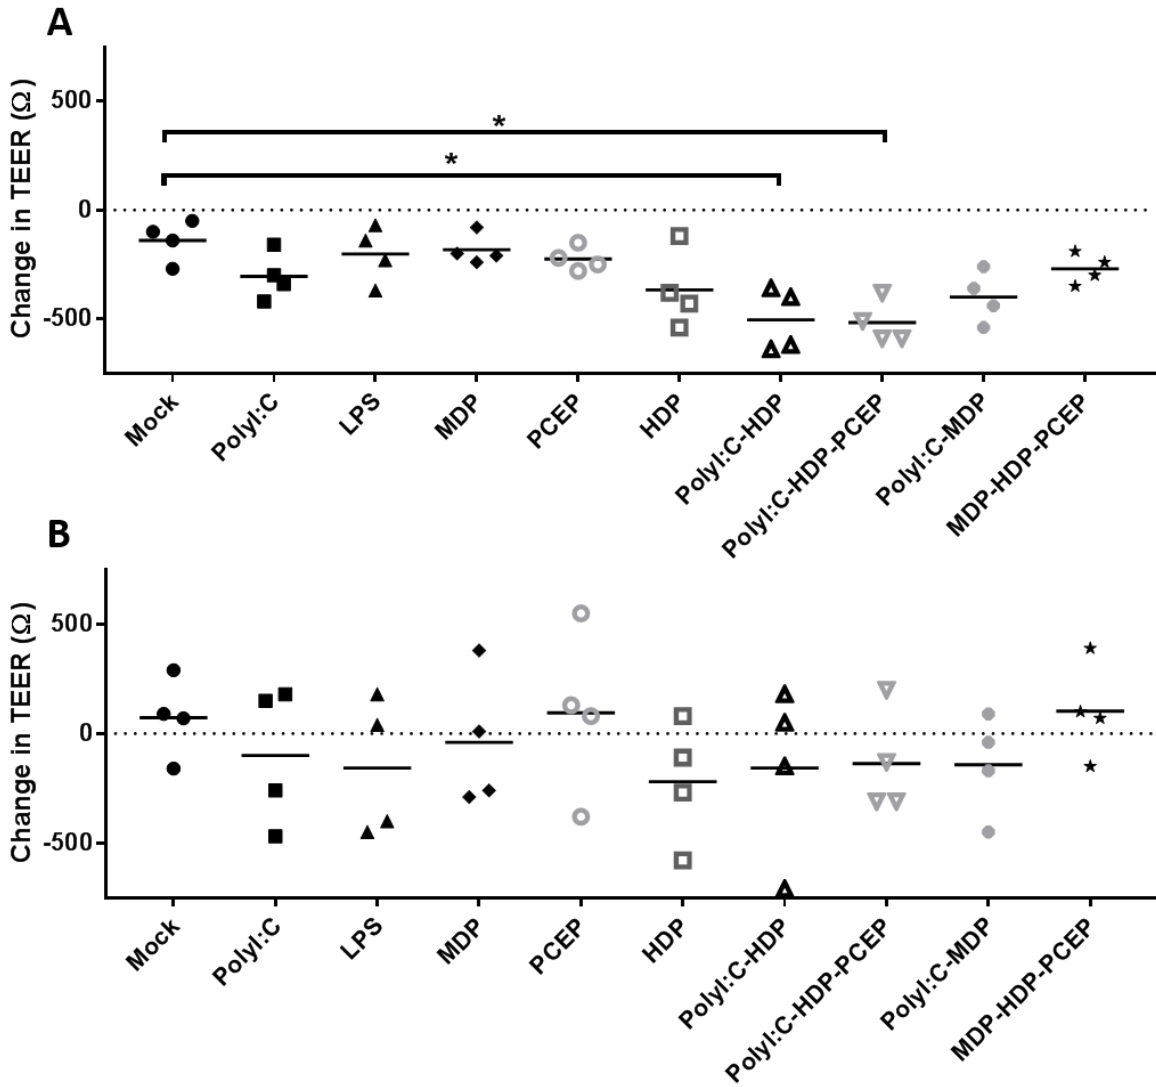 A
Change in TEER (Ω)
500
0
-500
*
*
Mock
PolyI:C
LPS
MDP
PCEP
HDP
PolyI:C-HDP
PolyI:C-HDP-PCEP
PolyI:C-MDP
MDP-HDP-PCEP
B
Change in TEER (Ω)
500
0
-500
Mock
PolyI:C
LPS
MDP
PCEP
HDP
PolyI:C-HDP
PolyI:C-HDP-PCEP
PolyI:C-MDP
MDP-HDP-PCEP